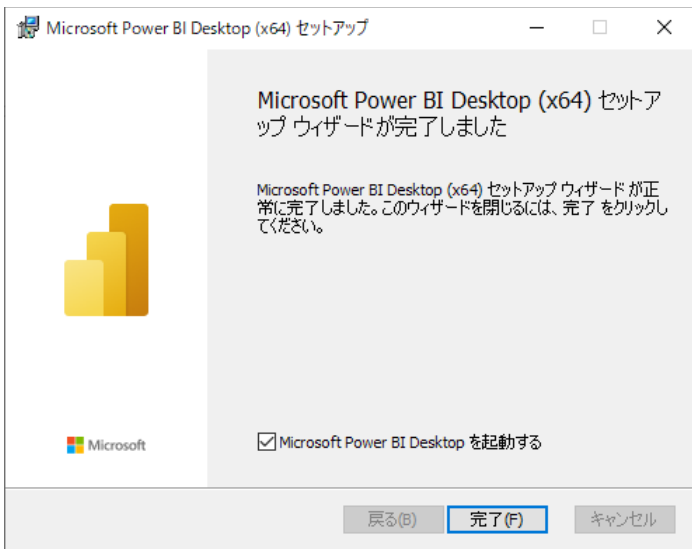 Microsoft Power BI Desktop (x64) セットアップ
Microsoft Power BI Desktop (x64) セットア
ップ ウィザードが完了しました
Microsoft Power BI Desktop (x64) セットアップ ウィザード が正
常に完了しました。このウィザードを閉じるには、完了 をクリックし
てください。
Microsoft
Microsoft Power BI Desktop を起動する
戻る(B)
完了(F)
キャンセル